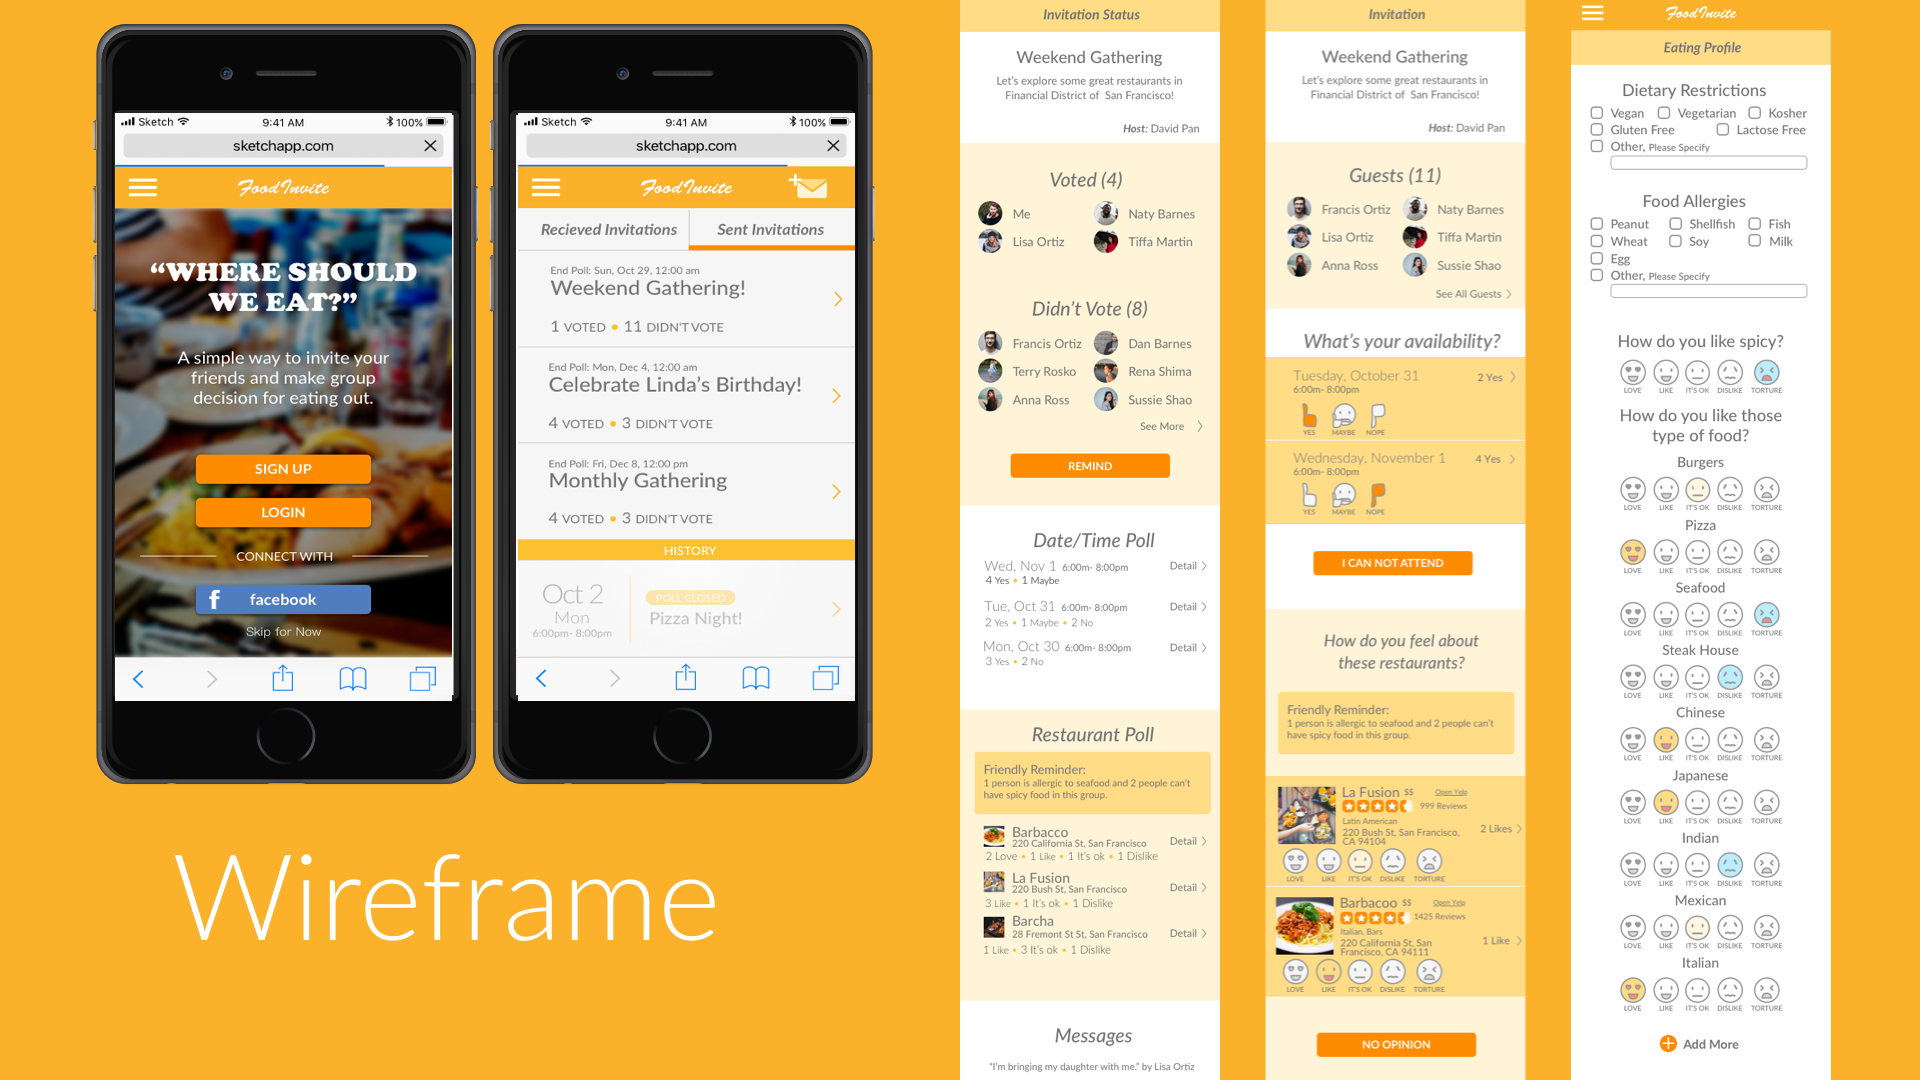 Sketch
9:41 AM
100%
sketchapp.com
FoodInvite
“WHERE SHOULD
WE EAT?”
A simple way to invite your
friends and make group
decision for eating out.
SIGN UP
LOGIN
CONNECT WITH
f facebook
Skip for Now
Sketch
9:41 AM
100%
sketchapp.com
FoodInvite
Recieved Invitations
Sent Invitations
End Poll: Sun, Oct 29, 12:00 am
Weekend Gathering!
1 VOTED • 11 DIDN'T VOTE
End Poll: Mon, Dec 4, 12:00 am
Celebrate Linda's Birthday!
4 VOTED • 3 DIDN'T VOTE
End Poll: Fri, Dec 8, 12:00 pm
Monthly Gathering
4 VOTED • 3 DIDN'T VOTE
HISTORY
Oct 2
Mon
6:00pm- 8:00pm
POLL CLOSED
Pizza Night!
Wireframe
Invitation Status
Weekend Gathering
Let's explore some great restaurants in
Financial District of San Francisco!
Host: David Pan
Voted (4)
Me
Naty Barnes
Lisa Ortiz
Tiffa Martin
Didn't Vote (8)
Francis Ortiz
Dan Barnes
Terry Rosko
Rena Shima
Anna Ross
Sussie Shao
See More
REMIND
Date/Time Poll
Wed, Nov 1 6:00m- 8:00pm
Detail
4 Yes • 1 Maybe
Tue, Oct 31 6:00m- 8:00pm
Detail
2 Yes • 1 Maybe • 2 No
Mon, Oct 30 6:00m- 8:00pm
Detail
3 Yes • 2 No
Restaurant Poll
Friendly Reminder:
1 person is allergic to seafood and 2 people can't
have spicy food in this group.
Barbacco
220 California St, San Francisco
Detail
2 Love • 1 Like • 1 It's ok • 1 Dislike
La Fusion
220 Bush St, San Francisco
Detail
3 Like • 1 It's ok • 1 Dislike
Barcha
28 Fremont St St, San Francisco
Detail
1 Like • 3 It's ok • 1 Dislike
Messages
“I'm bringing my daughter with me.” by Lisa Ortiz
Invitation
Weekend Gathering
Let's explore some great restaurants in
Financial District of San Francisco!
Host: David Pan
Guests (11)
Francis Ortiz
Naty Barnes
Lisa Ortiz
Tiffa Martin
Anna Ross
Sussie Shao
See All Guests
What's your availability?
Tuesday, October 31
2 Yes
6:00m- 8:00pm
YES MAYBE NOPE
Wednesday, November 1
4 Yes
6:00m- 8:00pm
YES MAYBE NOPE
I CAN NOT ATTEND
How do you feel about
these restaurants?
Friendly Reminder:
1 person is allergic to seafood and 2 people can't
have spicy food in this group.
La Fusion $$ Open Yelp
999 Reviews
Latin American
220 Bush St, San Francisco,
CA 94104
2 Likes
LOVE LIKE IT'S OK DISLIKE TORTURE
Barbacoo $$ Open Yelp
1425 Reviews
Italian, Bars
220 California St, San
Francisco, CA 94111
1 Like
LOVE LIKE IT'S OK DISLIKE TORTURE
NO OPINION
FoodInvite
Eating Profile
Dietary Restrictions
Vegan Vegetarian Kosher
Gluten Free Lactose Free
Other, Please Specify
Food Allergies
Peanut Shellfish Fish
Wheat Soy Milk
Egg
Other, Please Specify
How do you like spicy?
LOVE LIKE IT'S OK DISLIKE TORTURE
How do you like those
type of food?
Burgers
LOVE LIKE IT'S OK DISLIKE TORTURE
Pizza
LOVE LIKE IT'S OK DISLIKE TORTURE
Seafood
LOVE LIKE IT'S OK DISLIKE TORTURE
Steak House
LOVE LIKE IT'S OK DISLIKE TORTURE
Chinese
LOVE LIKE IT'S OK DISLIKE TORTURE
Japanese
LOVE LIKE IT'S OK DISLIKE TORTURE
Indian
LOVE LIKE IT'S OK DISLIKE TORTURE
Mexican
LOVE LIKE IT'S OK DISLIKE TORTURE
Italian
LOVE LIKE IT'S OK DISLIKE TORTURE
Add More